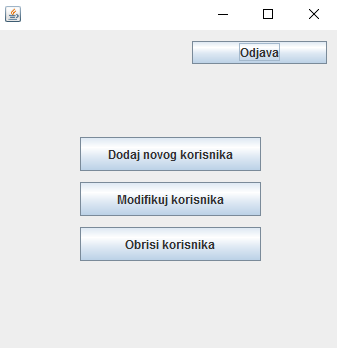 Odjava
Dodaj novog korisnika
Modifikuj korisnika
Obrisi korisnika